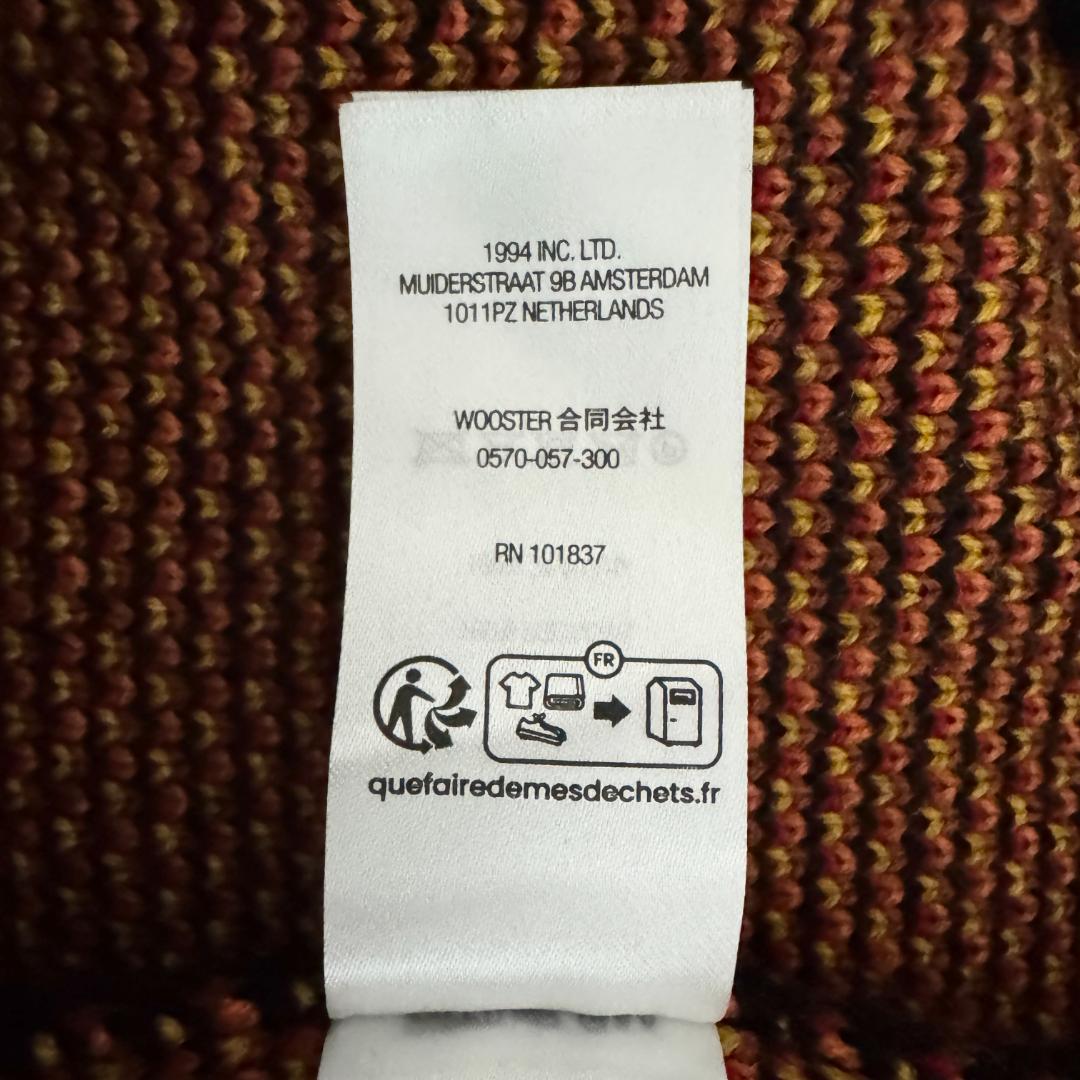 1994 INC. LTD.
MUIDERSTRAAT 9B AMSTERDAM
1011PZ NETHERLANDS
WOOSTER 合同会社
0570-057-300
RN 101837
FR
quefairedemesdechets.fr